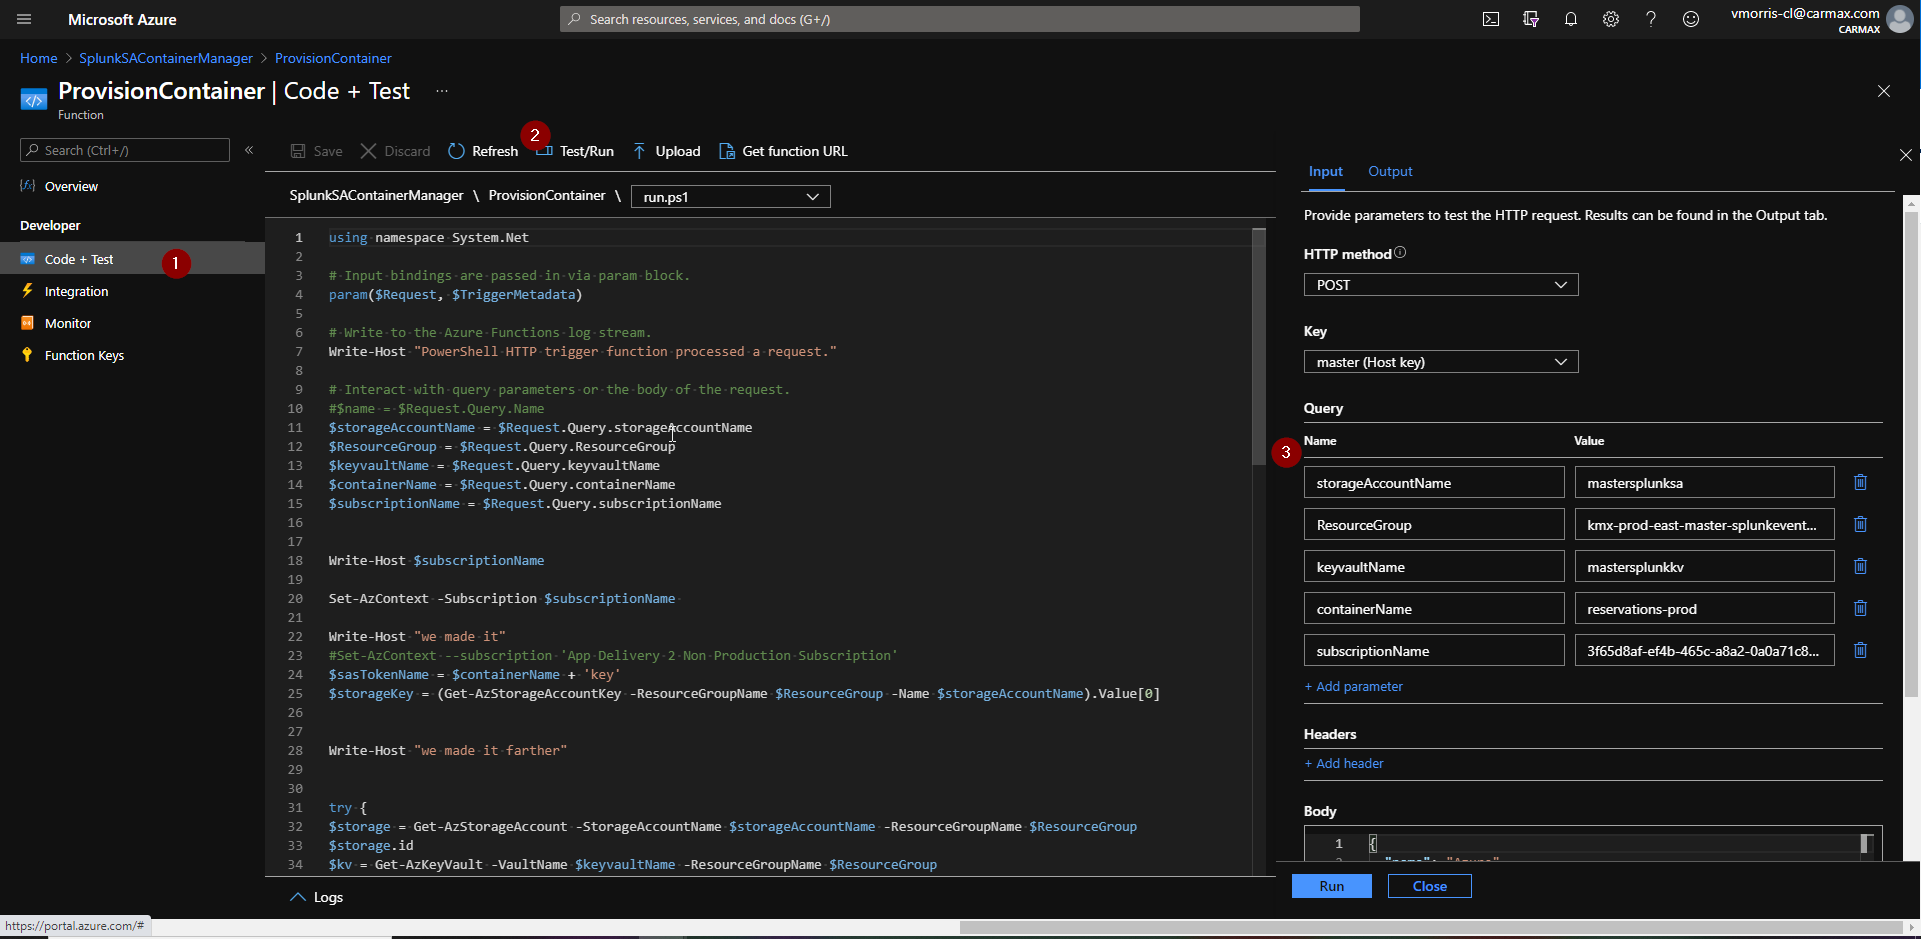 Microsoft Azure
Search resources, services, and docs (G+/)
vmorris-cl@carmax.com
CARMAX
Home > SplunkSAContainerManager > ProvisionContainer
ProvisionContainer | Code + Test ...
Function
Search (Ctrl+/)
«
Overview
Developer
Code + Test
1
Integration
Monitor
Function Keys
Save
Discard
Refresh
2
Test/Run
Upload
Get function URL
SplunkSAContainerManager \ ProvisionContainer \ run.ps1
1 using namespace System.Net
2
3 # Input bindings are passed in via param block.
4 param($Request, $TriggerMetadata)
5
6 # Write to the Azure Functions log stream.
7 Write-Host "PowerShell HTTP trigger function processed a request."
8
9 # Interact with query parameters or the body of the request.
10 #$name = $Request.Query.Name
11 $storageAccountName = $Request.Query.storageAccountName
12 $ResourceGroup = $Request.Query.ResourceGroup
13 $keyvaultName = $Request.Query.keyvaultName
14 $containerName = $Request.Query.containerName
15 $subscriptionName = $Request.Query.subscriptionName
16
17
18 Write-Host $subscriptionName
19
20 Set-AzContext -Subscription $subscriptionName
21
22 Write-Host "we made it"
23 #Set-AzContext --subscription 'App Delivery 2 Non Production Subscription'
24 $sasTokenName = $containerName + 'key'
25 $storageKey = (Get-AzStorageAccountKey -ResourceGroupName $ResourceGroup -Name $storageAccountName).Value[0]
26
27
28 Write-Host "we made it farther"
29
30
31 try {
32 $storage = Get-AzStorageAccount -StorageAccountName $storageAccountName -ResourceGroupName $ResourceGroup
33 $storage.id
34 $kv = Get-AzKeyVault -VaultName $keyvaultName -ResourceGroupName $ResourceGroup
Logs
https://portal.azure.com/#
Input
Output
Provide parameters to test the HTTP request. Results can be found in the Output tab.
HTTP method
POST
Key
master (Host key)
Query
3
Name Value
storageAccountName mastersplunksa
ResourceGroup kmx-prod-east-master-splunkevent...
keyvaultName mastersplunkkv
containerName reservations-prod
subscriptionName 3f65d8af-ef4b-465c-a8a2-0a0a71c8...
+ Add parameter
Headers
+ Add header
Body
1 {
Run
Close